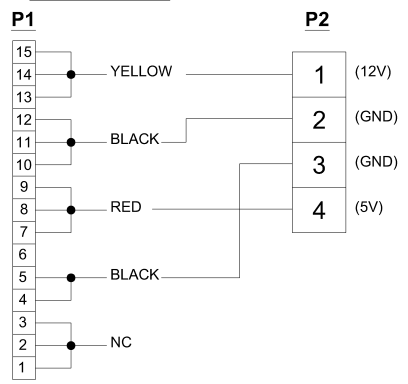 P1 P2
15
14 YELLOW 1 (12V)
13
12
11 BLACK 2 (GND)
10
9
8 RED 4 (5V)
7
6
5 BLACK 3 (GND)
4
3
2 NC
1